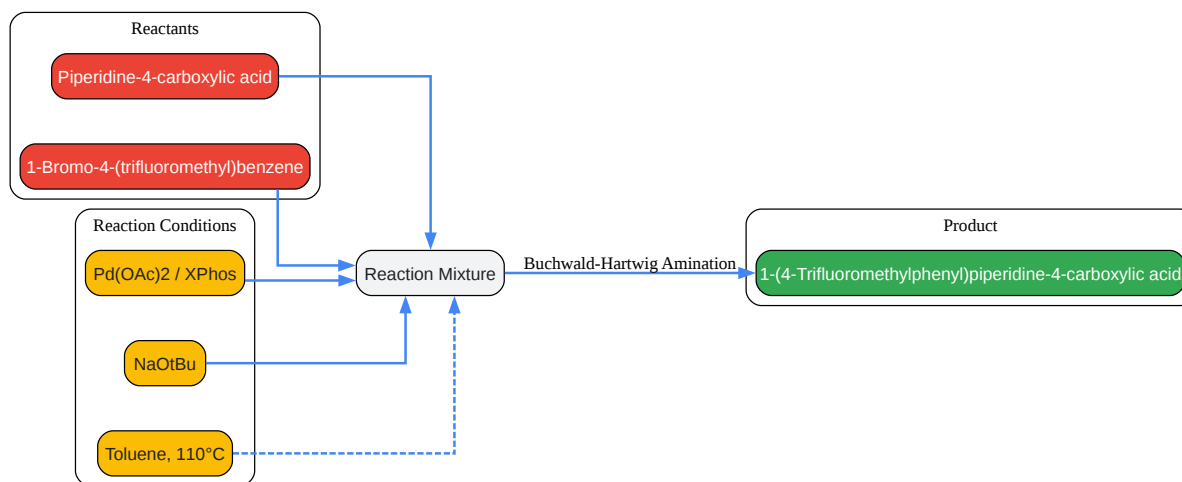 Reactants
Piperidine-4-carboxylic acid
1-Bromo-4-(trifluoromethyl)benzene
Reaction Conditions
Pd(OAc)2 / XPhos
NaOtBu
Toluene, 110°C
Reaction Mixture
Buchwald-Hartwig Amination
Product
1-(4-Trifluoromethylphenyl)piperidine-4-carboxylic acid